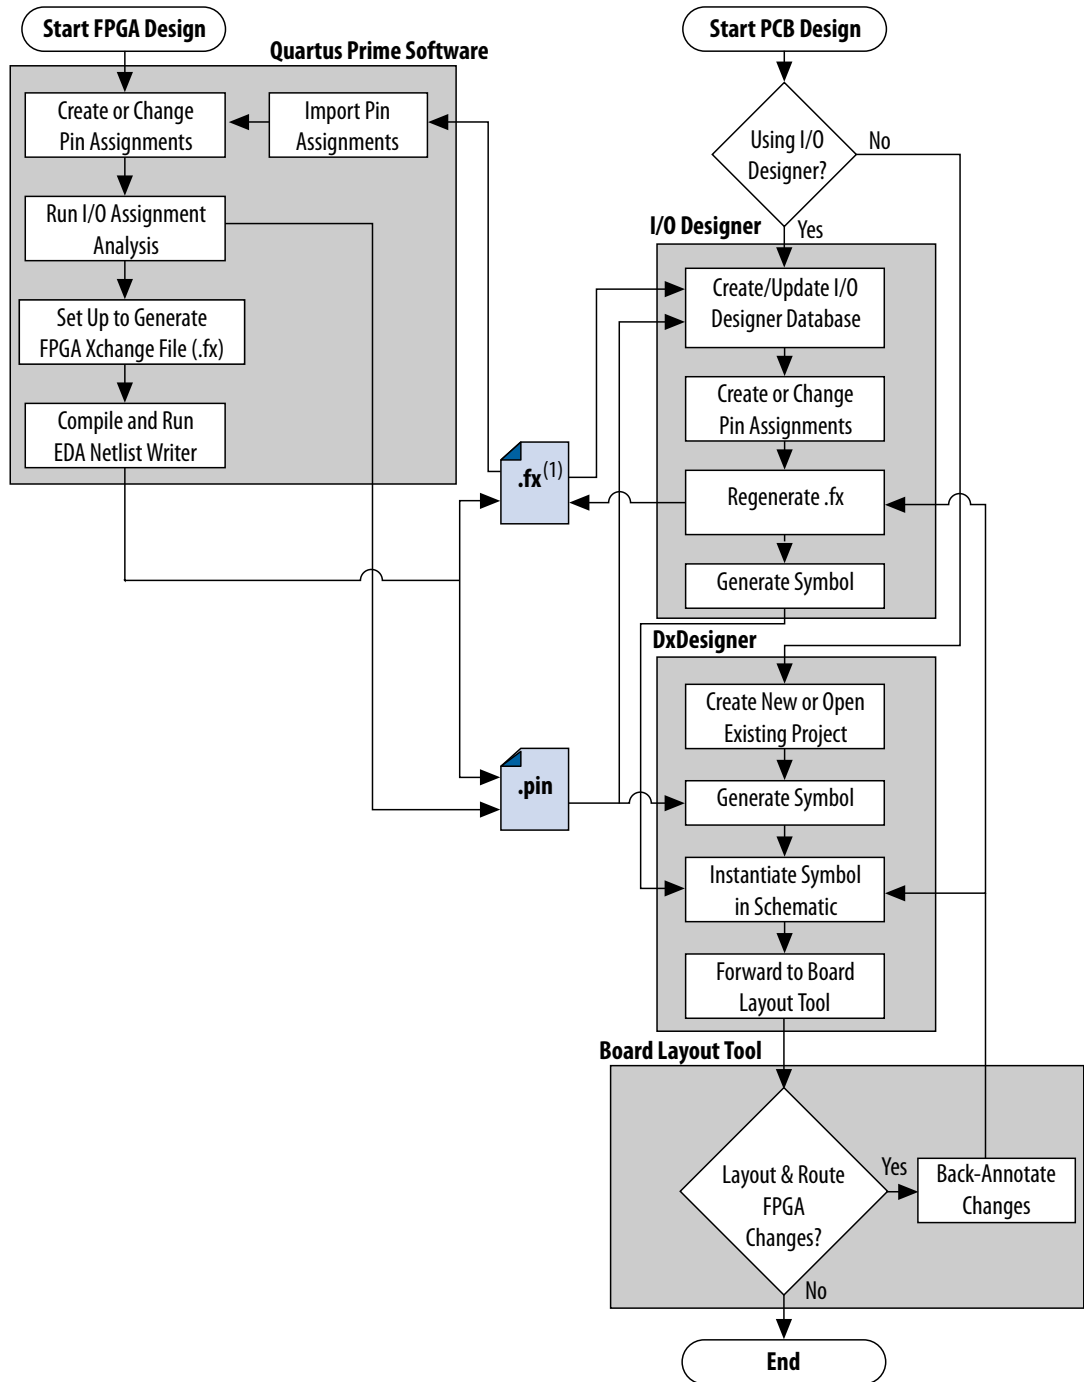 Start FPGA Design
Quartus Prime Software
Create or Change
Pin Assignments
Import Pin
Assignments
Run I/O Assignment
Analysis
Set Up to Generate
FPGA Xchange File (.fx)
Compile and Run
EDA Netlist Writer
.fx(1)
.pin
Start PCB Design
Using I/O
Designer?
No
Yes
I/O Designer
Create/Update I/O
Designer Database
Create or Change
Pin Assignments
Regenerate .fx
Generate Symbol
DxDesigner
Create New or Open
Existing Project
Generate Symbol
Instantiate Symbol
in Schematic
Forward to Board
Layout Tool
Board Layout Tool
Layout & Route
FPGA
Changes?
Yes
Back-Annotate
Changes
No
End